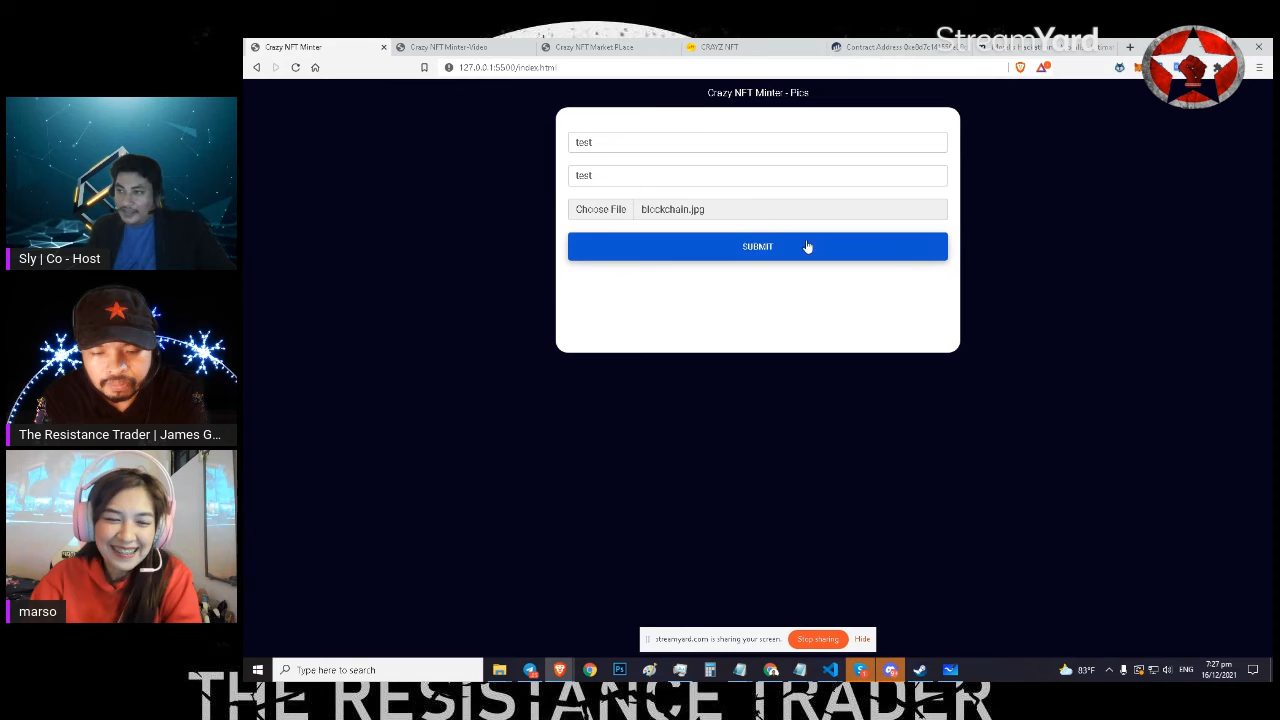 StreamYard
Crazy NFT Minter
Crazy NFT Minter-Video
Crazy NFT Market PLace
CRAYZ NFT
Contract Address
127.0.0.1:5500/index.html
Crazy NFT Minter - Pics
test
test
Choose File blockchain.jpg
SUBMIT
Sly | Co - Host
The Resistance Trader | James G...
marso
streamyard.com is sharing your screen. Stop sharing Hide
Type here to search
83°F
ENG
7:27 pm
16/12/2021
THE RESISTANCE TRADER